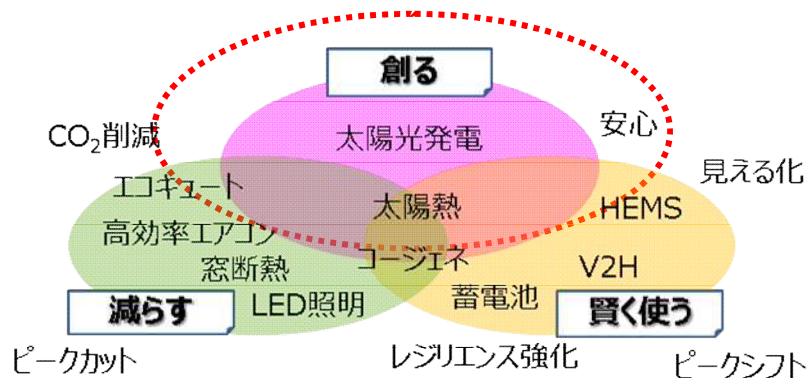 創る
太陽光発電
安心
CO₂削減
見える化
エコキュート
太陽熱
HEMS
高効率エアコン
窓断熱
コージェネ
V2H
減らす
LED照明
蓄電池
賢く使う
ピークカット
レジリエンス強化
ピークシフト